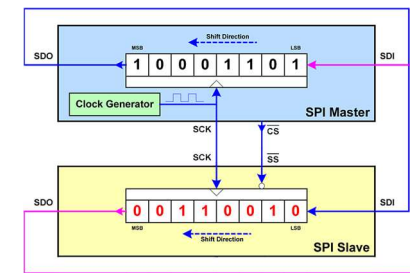 Shift Direction
MSB LSB
SDO SDI
1 0 0 0 1 1 0 1
Clock Generator
SPI Master
SCK CS
SCK SS
SDO SDI
0 0 1 1 0 0 1 0
MSB LSB
Shift Direction
SPI Slave